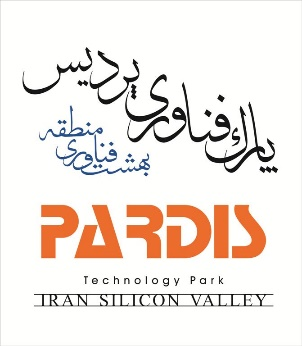 پارک فناوری پردیس
بهشت فناوری منطقه
PARDIS
Technology Park
IRAN SILICON VALLEY